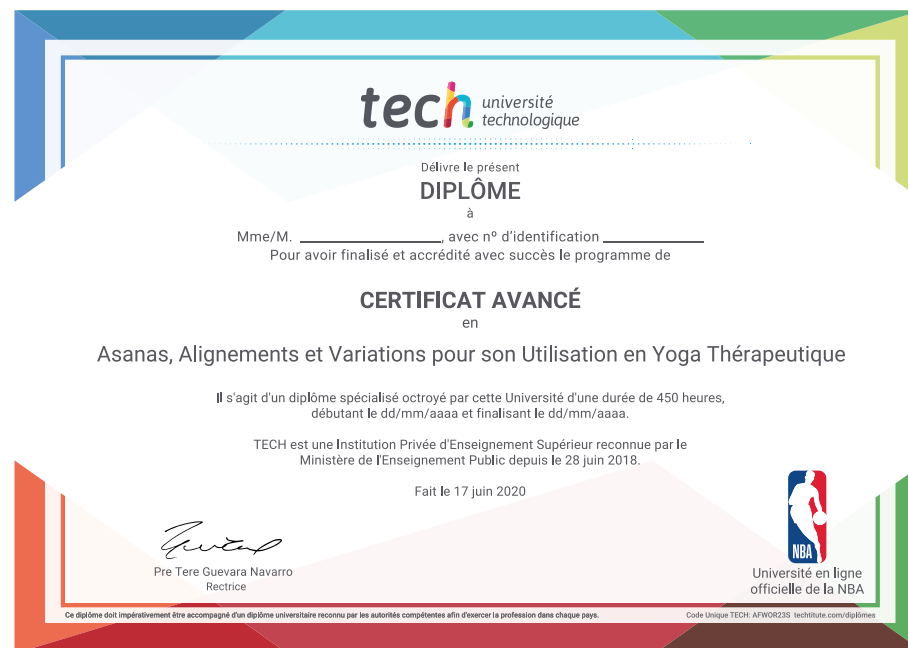 tech université
technologique
Délivre le présent
DIPLÔME
à
Mme/M. ____________________, avec nº d'identification ______________
Pour avoir finalisé et accrédité avec succès le programme de
CERTIFICAT AVANCÉ
en
Asanas, Alignements et Variations pour son Utilisation en Yoga Thérapeutique
Il s'agit d'un diplôme spécialisé octroyé par cette Université d'une durée de 450 heures,
débutant le dd/mm/aaaa et finalisant le dd/mm/aaaa.
TECH est une Institution Privée d'Enseignement Supérieur reconnue par le
Ministère de l'Enseignement Public depuis le 28 juin 2018.
Fait le 17 juin 2020
Pre Tere Guevara Navarro
Rectrice
NBA
Université en ligne
officielle de la NBA
Ce diplôme doit impérativement être accompagné d'un diplôme universitaire reconnu par les autorités compétentes afin d'exercer la profession dans chaque pays.
Code Unique TECH: AFWOR23S techtitute.com/diplômes